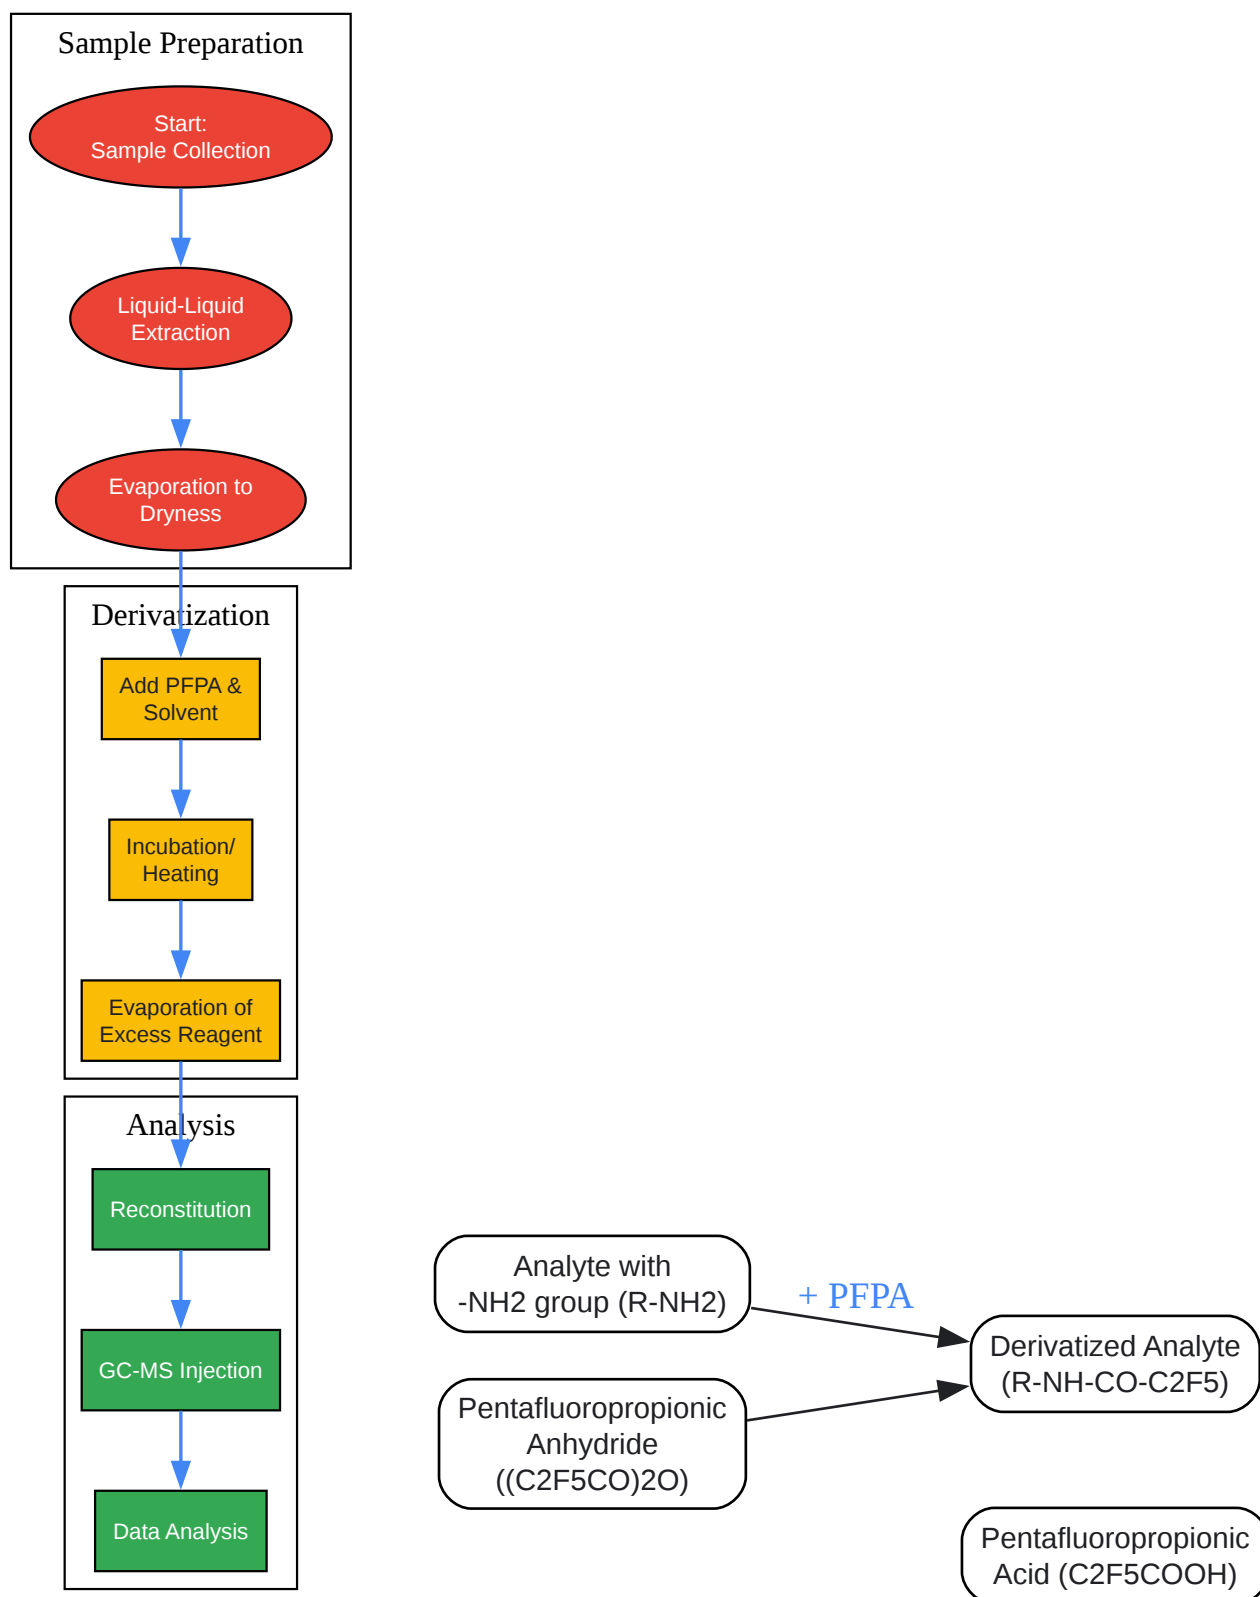 Sample Preparation
Start:
Sample Collection
Liquid-Liquid
Extraction
Evaporation to
Dryness
Derivatization
Add PFPA &
Solvent
Incubation/
Heating
Evaporation of
Excess Reagent
Analysis
Reconstitution
GC-MS Injection
Data Analysis
Analyte with
-NH2 group (R-NH2)
+ PFPA
Pentafluoropropionic
Anhydride
((C2F5CO)2O)
Derivatized Analyte
(R-NH-CO-C2F5)
Pentafluoropropionic
Acid (C2F5COOH)